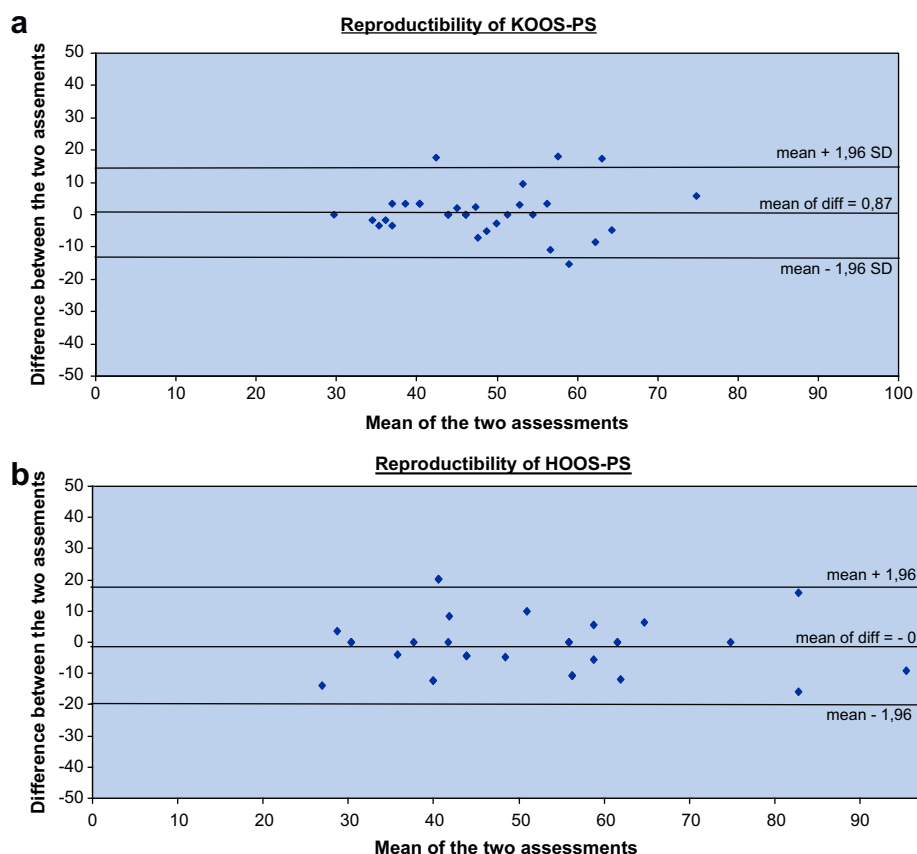 a
Reproductibility of KOOS-PS
Difference between the two assements
50
40
30
20
10
0
-10
-20
-30
-40
-50
mean + 1,96 SD
mean of diff = 0,87
mean - 1,96 SD
0 10 20 30 40 50 60 70 80 90 100
Mean of the two assessments
b
Reproductibility of HOOS-PS
Difference between the two assements
50
40
30
20
10
0
-10
-20
-30
-40
-50
mean + 1,96
mean of diff = - 0
mean - 1,96
0 10 20 30 40 50 60 70 80 90
Mean of the two assessments